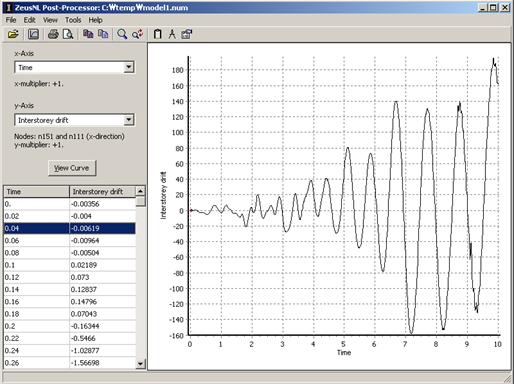 ZeusNL Post-Processor: C:\temp\model1.num
File Edit View Tools Help
x-Axis
Time
x-multiplier: +1.
y-Axis
Interstorey drift
Nodes: n151 and n111 (x-direction)
y-multiplier: +1.
View Curve
Time Interstorey drift
0. -0.00356
0.02 -0.004
0.04 -0.00619
0.06 -0.00964
0.08 -0.00504
0.1 0.02189
0.12 0.073
0.14 0.12837
0.16 0.14796
0.18 0.07043
0.2 -0.16344
0.22 -0.5466
0.24 -1.02877
0.26 -1.56698
Interstorey drift
180
160
140
120
100
80
60
40
20
0
-20
-40
-60
-80
-100
-120
-140
-160
0 1 2 3 4 5 6 7 8 9 10
Time